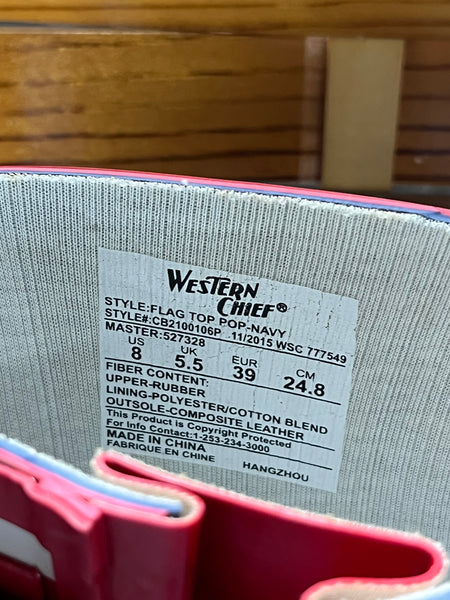 WESTERN
CHIEF®
STYLE:FLAG TOP POP-NAVY
STYLE#:CB2100106P 11/2015 WSC 777549
MASTER:527328
US UK EUR CM
8 5.5 39 24.8
FIBER CONTENT:
UPPER-RUBBER
LINING-POLYESTER/COTTON BLEND
OUTSOLE-COMPOSITE LEATHER
This Product is Copyright Protected
For Info Contact:1-253-234-3000
MADE IN CHINA
FABRIQUE EN CHINE HANGZHOU